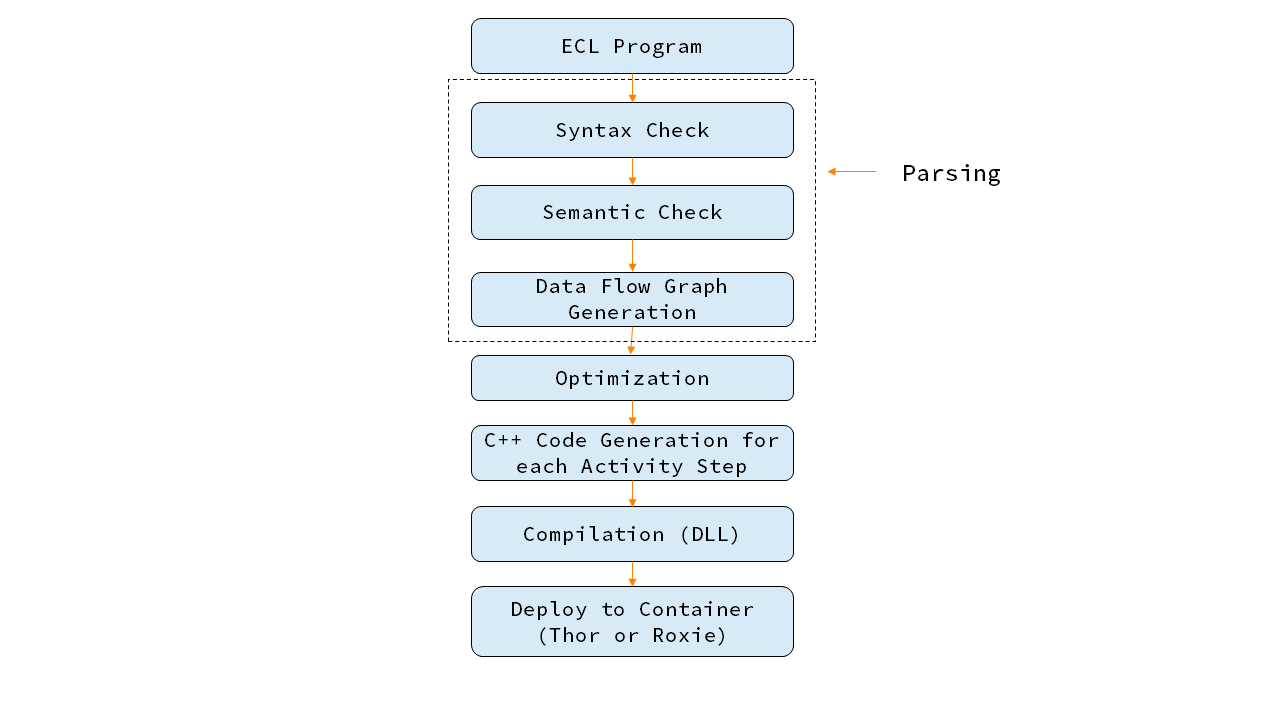 ECL Program
Syntax Check
Parsing
Semantic Check
Data Flow Graph
Generation
Optimization
C++ Code Generation for
each Activity Step
Compilation (DLL)
Deploy to Container
(Thor or Roxie)